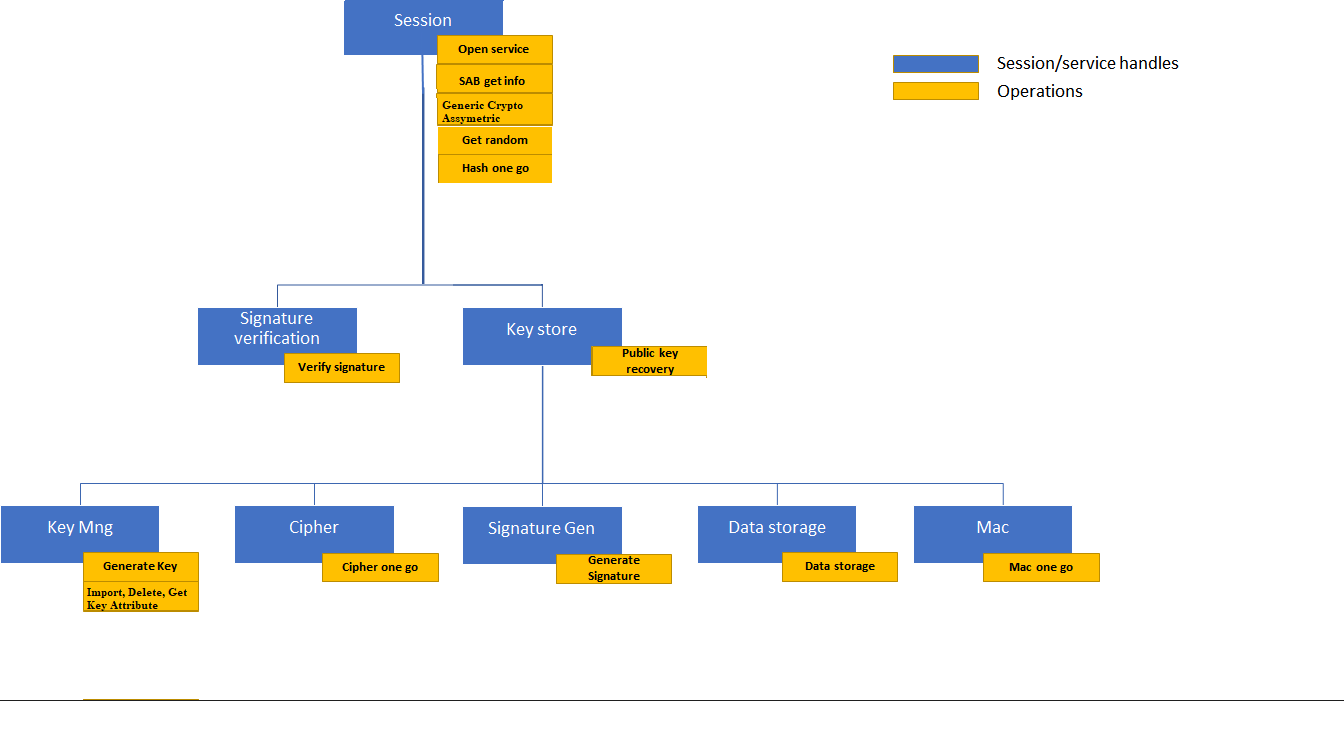 Session
Open service
SAB get info
Generic Crypto
Assymetric
Get random
Hash one go
Session/service handles
Operations
Signature
verification
Verify signature
Key store
Public key
recovery
Key Mng
Generate Key
Import, Delete, Get
Key Attribute
Cipher
Cipher one go
Signature Gen
Generate
Signature
Data storage
Data storage
Mac
Mac one go